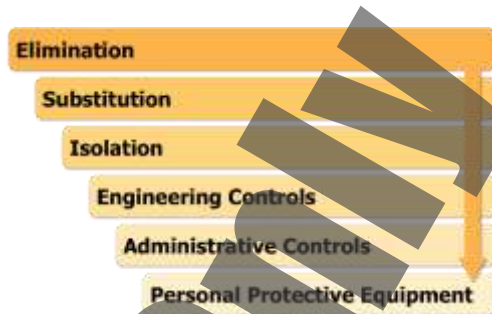 Elimination
Substitution
Isolation
Engineering Controls
Administrative Controls
Personal Protective Equipment